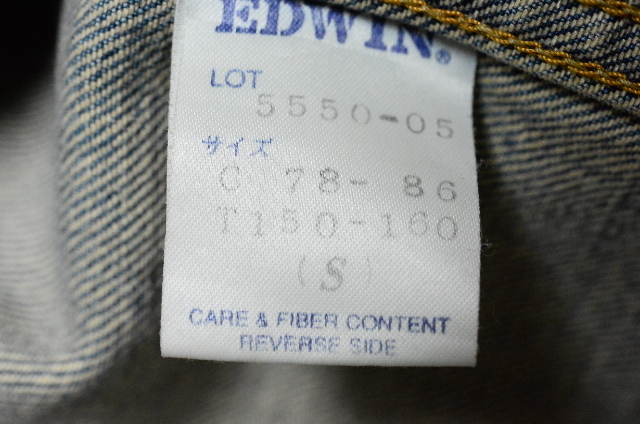 EDWIN®
LOT
5550-05
サイズ
C 78- 86
T150-160
(S)
CARE & FIBER CONTENT
REVERSE SIDE